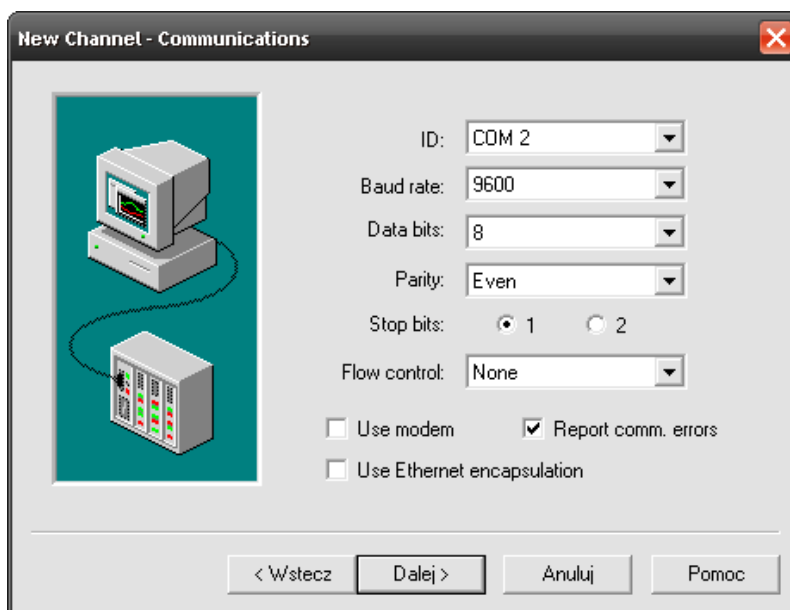 New Channel - Communications
ID: COM 2
Baud rate: 9600
Data bits: 8
Parity: Even
Stop bits: 1 2
Flow control: None
Use modem Report comm. errors
Use Ethernet encapsulation
< Wstecz Dalej > Anuluj Pomoc